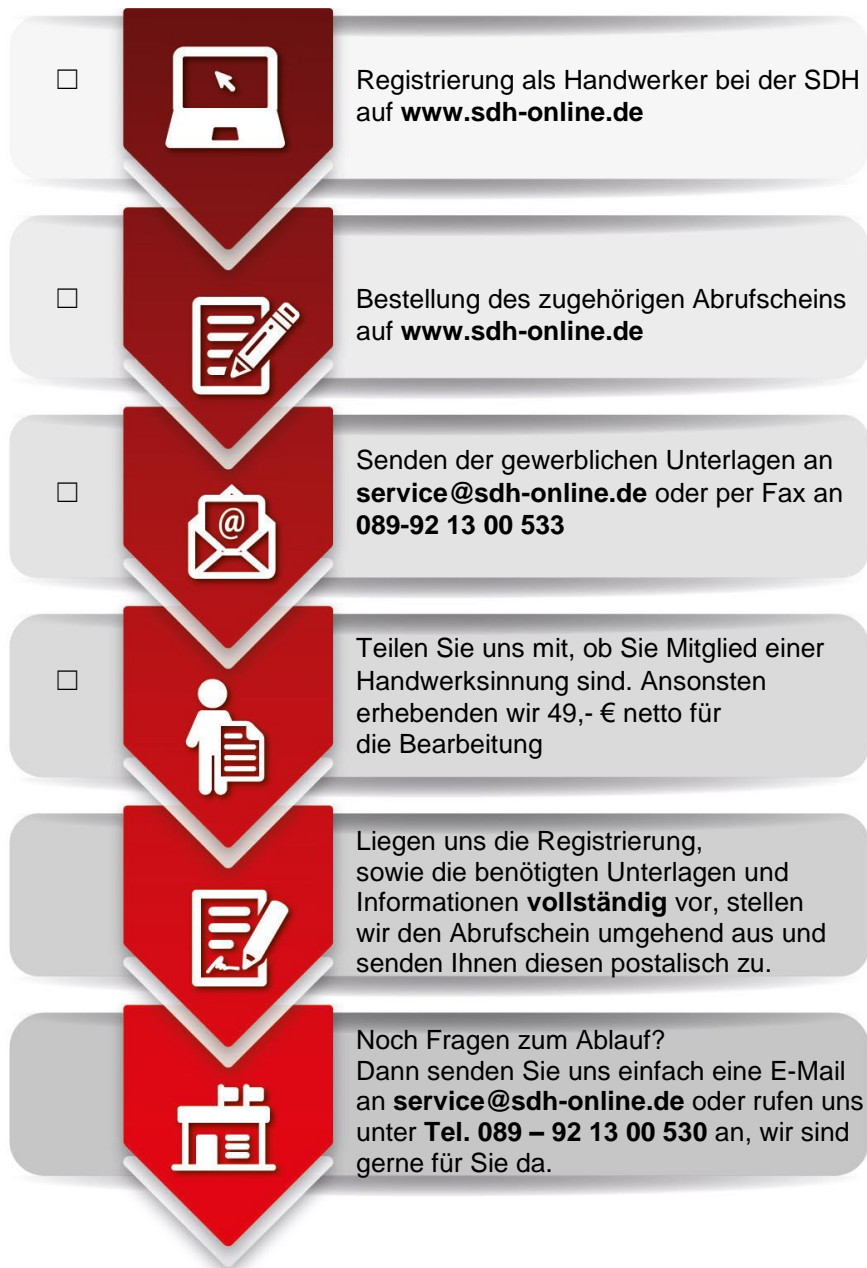 ☐ Registrierung als Handwerker bei der SDH
auf www.sdh-online.de
☐ Bestellung des zugehörigen Abrufscheins
auf www.sdh-online.de
Senden der gewerblichen Unterlagen an
☐ service@sdh-online.de oder per Fax an
089-92 13 00 533
Teilen Sie uns mit, ob Sie Mitglied einer
☐ Handwerksinnung sind. Ansonsten
erhebenden wir 49,- € netto für
die Bearbeitung
Liegen uns die Registrierung,
sowie die benötigten Unterlagen und
Informationen vollständig vor, stellen
wir den Abrufschein umgehend aus und
senden Ihnen diesen postalisch zu.
Noch Fragen zum Ablauf?
Dann senden Sie uns einfach eine E-Mail
an service@sdh-online.de oder rufen uns
unter Tel. 089 – 92 13 00 530 an, wir sind
gerne für Sie da.
@